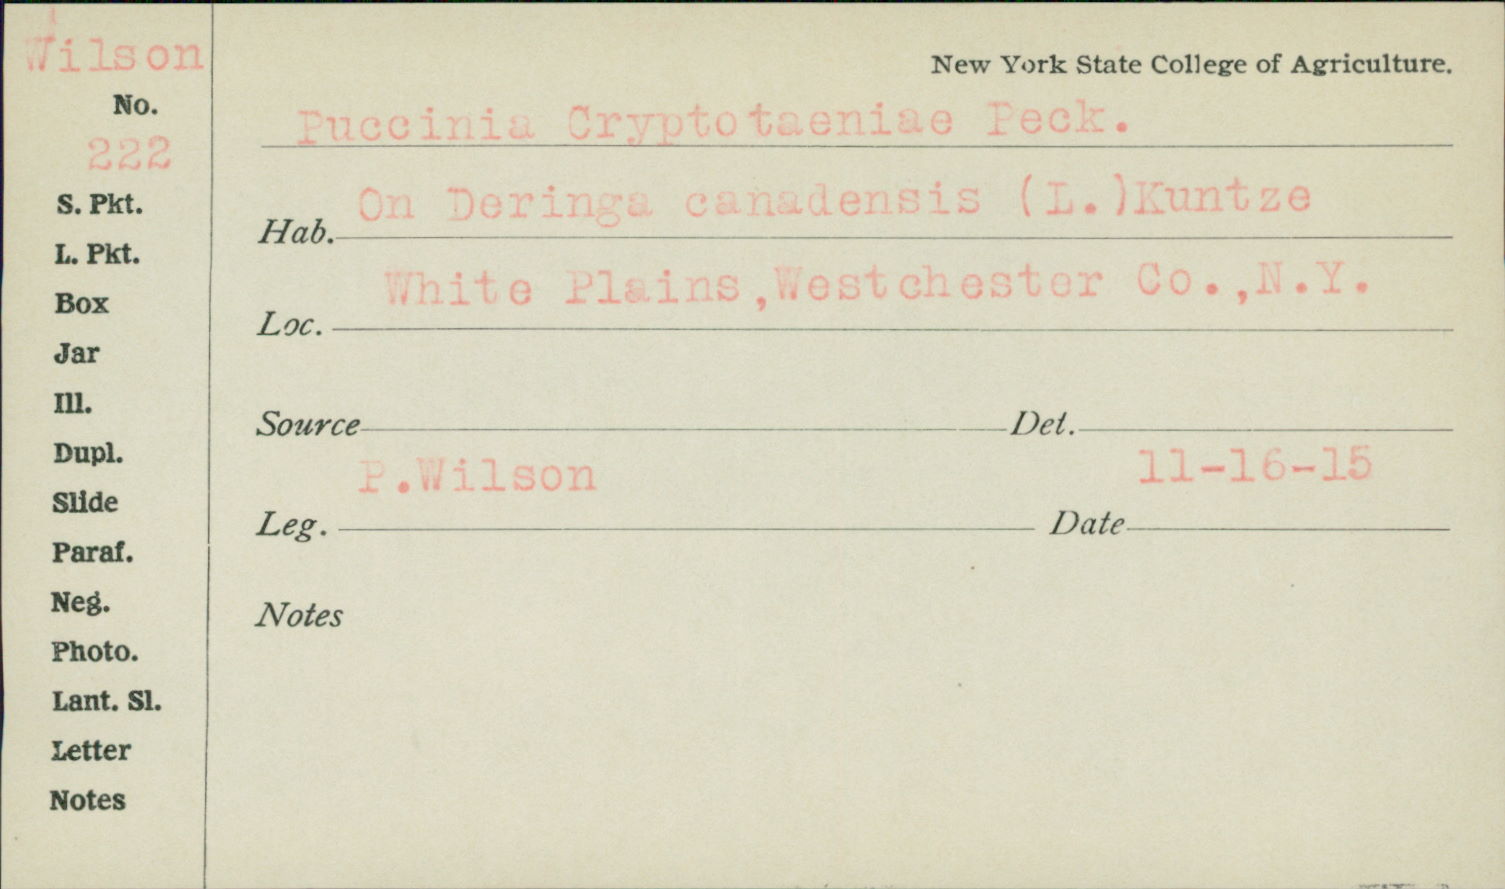 Wilson
No.
222
S. Pkt.
L. Pkt.
Box
Jar
Ill.
Dupl.
Slide
Paraf.
Neg.
Photo.
Lant. Sl.
Letter
Notes
New York State College of Agriculture.
Puccinia Cryptotaeniae Peck.
Hab. On Deringa canadensis (L.)Kuntze
Loc. White Plains,Westchester Co.,N.Y.
Source Det.
Leg. P.Wilson Date 11-16-15
Notes